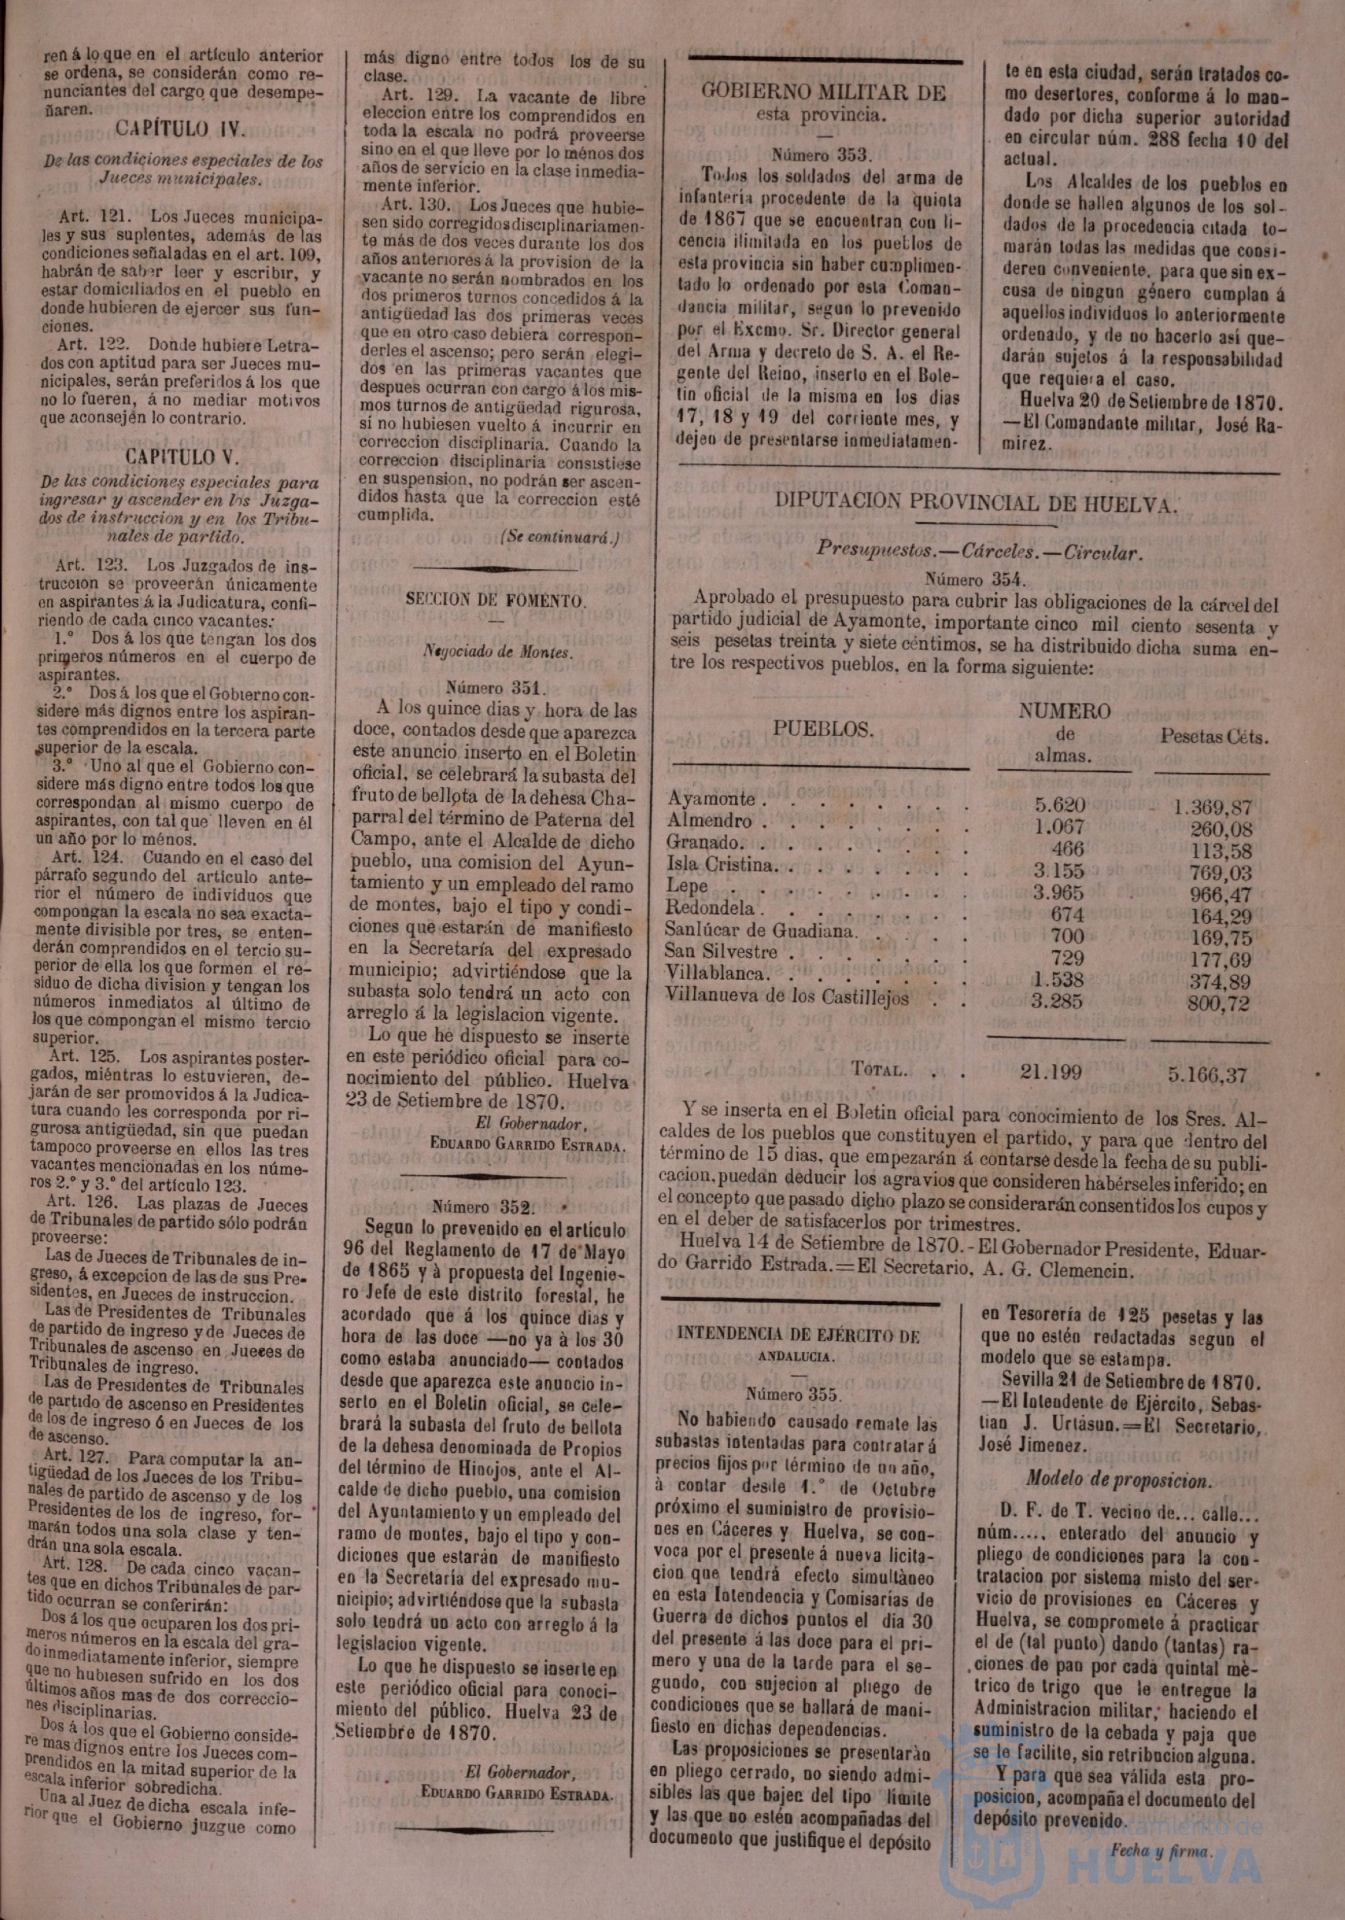 ren á lo que en el artículo anterior
se ordena, se considerán como re-
nunciantes del cargo que desempe-
ñaren.
CAPÍTULO IV.
De las condiciones especiales de los
Jueces municipales.
Art. 121. Los Jueces municipa-
les y sus suplentes, además de las
condiciones señaladas en el art. 109,
habrán de saber leer y escribir, y
estar domiciliados en el pueblo en
donde hubieren de ejercer sus fun-
ciones.
Art. 122. Donde hubiere Letra-
dos con aptitud para ser Jueces mu-
nicipales, serán preferidos á los que
no lo fueren, á no mediar motivos
que aconsején lo contrario.
CAPITULO V.
De las condiciones especiales para
ingresar y ascender en los Juzga-
dos de instruccion y en los Tribu-
nales de partido.
Art. 123. Los Juzgados de ins-
truccion se proveerán únicamente
en aspirantes á la Judicatura, confi-
riendo de cada cinco vacantes:
1.º Dos á los que tengan los dos
primeros números en el cuerpo de
aspirantes.
2.º Dos á los que el Gobierno con-
sidere más dignos entre los aspiran-
tes comprendidos en la tercera parte
superior de la escala.
3.º Uno al que el Gobierno con-
sidere más digno entre todos los que
correspondan al mismo cuerpo de
aspirantes, con tal que lleven en él
un año por lo ménos.
Art. 124. Cuando en el caso del
párrafo segundo del artículo ante-
rior el número de individuos que
compongan la escala no sea exacta-
mente divisible por tres, se enten-
derán comprendidos en el tercio su-
perior de ella los que formen el re-
siduo de dicha division y tengan los
números inmediatos al último de
los que compongan el mismo tercio
superior.
Art. 125. Los aspirantes poster-
gados, miéntras lo estuvieren, de-
jarán de ser promovidos á la Judica-
tura cuando les corresponda por ri-
gurosa antigüedad, sin que puedan
tampoco proveerse en ellos las tres
vacantes mencionadas en los núme-
ros 2.º y 3.º del artículo 123.
Art. 126. Las plazas de Jueces
de Tribunales de partido sólo podrán
proveerse:
Las de Jueces de Tribunales de in-
greso, á excepcion de las de sus Pre-
sidentes, en Jueces de instruccion.
Las de Presidentes de Tribunales
de partido de ingreso y de Jueces de
Tribunales de ascenso en Jueces de
Tribunales de ingreso.
Las de Presidentes de Tribunales
de partido de ascenso en Presidentes
de los de ingreso ó en Jueces de los
de ascenso.
Art. 127. Para computar la an-
tigüedad de los Jueces de los Tribu-
nales de partido de ascenso y de los
Presidentes de los de ingreso, for-
marán todos una sola clase y ten-
drán una sola escala.
Art. 128. De cada cinco vacan-
tes que en dichos Tribunales de par-
tido ocurran se conferirán:
Dos á los que ocuparen los dos pri-
meros números en la escala del gra-
do inmediatamente inferior, siempre
que no hubiesen sufrido en los dos
últimos años mas de dos correccio-
nes disciplinarias.
Dos á los que el Gobierno conside-
re mas dignos entre los Jueces com-
prendidos en la mitad superior de la
escala inferior sobredicha.
Una al Juez de dicha escala infe-
rior que el Gobierno juzgue como
más digno entre todos los de su
clase.
Art. 129. La vacante de libre
eleccion entre los comprendidos en
toda la escala no podrá proveerse
sino en el que lleve por lo ménos dos
años de servicio en la clase inmedia-
mente inferior.
Art. 130. Los Jueces que hubie-
sen sido corregidos disciplinariamen-
te más de dos veces durante los dos
años anteriores á la provision de la
vacante no serán nombrados en los
dos primeros turnos concedidos á la
antigüedad las dos primeras veces
que en otro caso debiera correspon-
derles el ascenso; pero serán elegi-
dos en las primeras vacantes que
despues ocurran con cargo á los mis-
mos turnos de antigüedad rigurosa,
si no hubiesen vuelto á incurrir en
correccion disciplinaria. Cuando la
correccion disciplinaria consistiese
en suspension, no podrán ser ascen-
didos hasta que la correccion esté
cumplida.
(Se continuará.)
SECCION DE FOMENTO.
Negociado de Montes.
Número 351.
A los quince dias y hora de las
doce, contados desde que aparezca
este anuncio inserto en el Boletin
oficial, se celebrará la subasta del
fruto de bellota de la dehesa Cha-
parral del término de Paterna del
Campo, ante el Alcalde de dicho
pueblo, una comision del Ayun-
tamiento y un empleado del ramo
de montes, bajo el tipo y condi-
ciones que estarán de manifiesto
en la Secretaría del expresado
municipio; advirtiéndose que la
subasta solo tendrá un acto con
arreglo á la legislacion vigente.
Lo que he dispuesto se inserte
en este periódico oficial para co-
nocimiento del público. Huelva
23 de Setiembre de 1870.
El Gobernador,
EDUARDO GARRIDO ESTRADA.
Número 352.
Segun lo prevenido en el artículo
96 del Reglamento de 17 de Mayo
de 1865 y à propuesta del Ingenie-
ro Jefe de este distrito forestal, he
acordado que á los quince dias y
hora de las doce —no ya à los 30
como estaba anunciado— contados
desde que aparezca este anuncio in-
serto en el Boletin oficial, se cele-
brará la subasta del fruto de bellota
de la dehesa denominada de Propios
del término de Hinojos, ante el Al-
calde de dicho pueblo, una comision
del Ayuntamiento y un empleado del
ramo de montes, bajo el tipo y con-
diciones que estarán de manifiesto
en la Secretaría del expresado mu-
nicipio; advirtiéndose que la subasta
solo tendrá un acto con arreglo á la
legislacion vigente.
Lo que he dispuesto se inserte en
este periódico oficial para conoci-
miento del público. Huelva 23 de
Setiembre de 1870.
El Gobernador,
EDUARDO GARRIDO ESTRADA.
GOBIERNO MILITAR DE
esta provincia.
Número 353.
Todos los soldados del arma de
infantería procedente de la quinta
de 1867 que se encuentran con li-
cencia ilimitada en los pueblos de
esta provincia sin haber cumplimen-
tado lo ordenado por esta Coman-
dancia militar, segun lo prevenido
por el Excmo. Sr. Director general
del Arma y decreto de S. A. el Re-
gente del Reino, inserto en el Bole-
tin oficial de la misma en los dias
17, 18 y 19 del corriente mes, y
dejen de presentarse inmediatamen-
te en esta ciudad, serán tratados co-
mo desertores, conforme á lo man-
dado por dicha superior autoridad
en circular núm. 288 fecha 10 del
actual.
Los Alcaldes de los pueblos en
donde se hallen algunos de los sol-
dados de la procedencia citada to-
marán todas las medidas que consi-
deren conveniente, para que sin ex-
cusa de ningun género cumplan á
aquellos individuos lo anteriormente
ordenado, y de no hacerlo así que-
darán sujetos á la responsabilidad
que requiera el caso.
Huelva 20 de Setiembre de 1870.
—El Comandante militar, José Ra-
mirez.
DIPUTACION PROVINCIAL DE HUELVA.
Presupuestos.—Cárceles.—Circular.
Número 354.
Aprobado el presupuesto para cubrir las obligaciones de la cárcel del
partido judicial de Ayamonte, importante cinco mil ciento sesenta y
seis pesetas treinta y siete céntimos, se ha distribuido dicha suma en-
tre los respectivos pueblos, en la forma siguiente:
PUEBLOS. NUMERO de almas. Pesetas Céts.
Ayamonte . . . . . . . . 5.620 1.369,87
Almendro . . . . . . . . 1.067 260,08
Granado. . . . . . . . . 466 113,58
Isla Cristina. . . . . . . . 3.155 769,03
Lepe . . . . . . . . 3.965 966,47
Redondela . . . . . . . . 674 164,29
Sanlúcar de Guadiana. . . . . 700 169,75
San Silvestre . . . . . . . 729 177,69
Villablanca. . . . . . . . 1.538 374,89
Villanueva de los Castillejos . . 3.285 800,72
TOTAL. . . 21.199 5.166,37
Y se inserta en el Boletin oficial para conocimiento de los Sres. Al-
caldes de los pueblos que constituyen el partido, y para que dentro del
término de 15 dias, que empezarán á contarse desde la fecha de su publi-
cacion, puedan deducir los agravios que consideren habérseles inferido; en
el concepto que pasado dicho plazo se considerarán consentidos los cupos y
en el deber de satisfacerlos por trimestres.
Huelva 14 de Setiembre de 1870.-El Gobernador Presidente, Eduar-
do Garrido Estrada.=El Secretario, A. G. Clemencin.
INTENDENCIA DE EJÉRCITO DE
ANDALUCIA.
Número 355.
No habiendo causado remate las
subastas intentadas para contratar á
precios fijos por término de un año,
à contar desde 1.º de Octubre
próximo el suministro de provisio-
nes en Cáceres y Huelva, se con-
voca por el presente á nueva licita-
cion que tendrá efecto simultàneo
en esta Intendencia y Comisarías de
Guerra de dichos puntos el dia 30
del presente á las doce para el pri-
mero y una de la tarde para el se-
gundo, con sujecion al pliego de
condiciones que se hallará de mani-
fiesto en dichas dependencias.
Las proposiciones se presentaràn
en pliego cerrado, no siendo admi-
sibles las que bajen del tipo límite
y las que no estén acompañadas del
documento que justifique el depósito
en Tesorería de 125 pesetas y las
que no estén redactadas segun el
modelo que se estampa.
Sevilla 21 de Setiembre de 1870.
—El Intendente de Ejército, Sebas-
tian J. Urtásun.=El Secretario,
José Jimenez.
Modelo de proposicion.
D. F. de T. vecino de... calle...
núm....., enterado del anuncio y
pliego de condiciones para la con-
tratacion por sistema misto del ser-
vicio de provisiones en Cáceres y
Huelva, se compromete á practicar
el de (tal punto) dando (tantas) ra-
ciones de pan por cada quintal mè-
trico de trigo que le entregue la
Administracion militar, haciendo el
suministro de la cebada y paja que
se le facilite, sin retribucion alguna.
Y para que sea válida esta pro-
posicion, acompaña el documento del
depósito prevenido.
Fecha y firma.
Ayuntamiento de
HUELVA